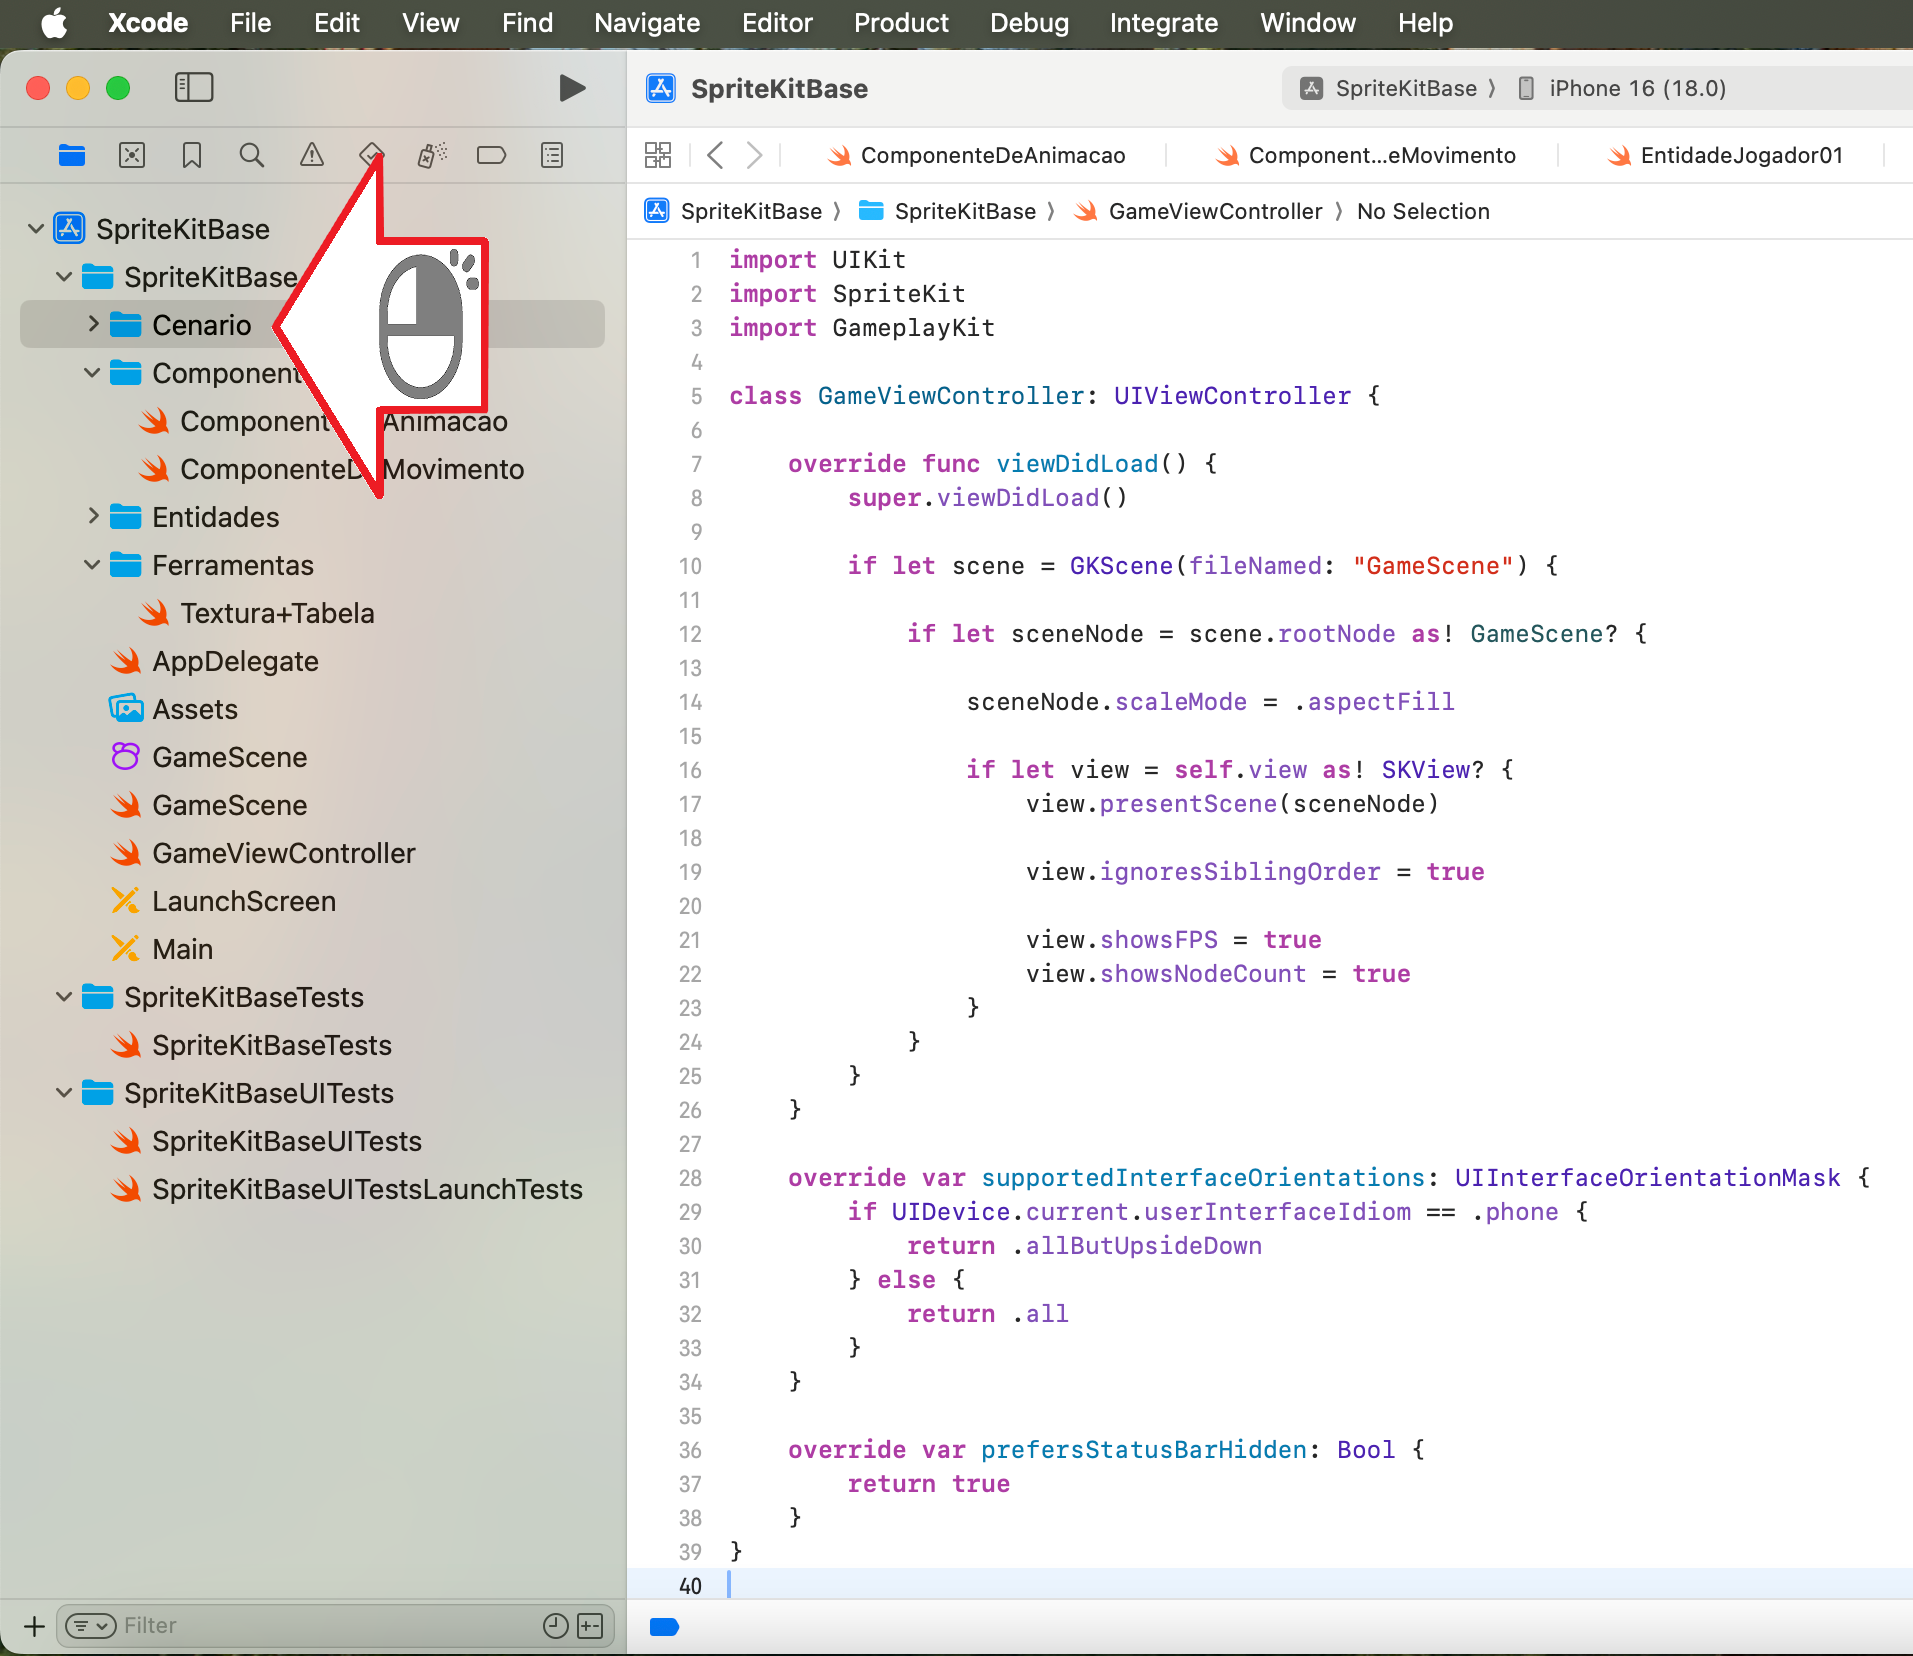 Xcode File Edit View Find Navigate Editor Product Debug Integrate Window Help
SpriteKitBase
SpriteKitBase iPhone 16 (18.0)
ComponenteDeAnimacao Component...eMovimento EntidadeJogador01
SpriteKitBase SpriteKitBase GameViewController No Selection
SpriteKitBase
SpriteKitBase
Cenario
Component
Component Animacao
ComponenteD Movimento
Entidades
Ferramentas
Textura+Tabela
AppDelegate
Assets
GameScene
GameScene
GameViewController
LaunchScreen
Main
SpriteKitBaseTests
SpriteKitBaseTests
SpriteKitBaseUITests
SpriteKitBaseUITests
SpriteKitBaseUITestsLaunchTests
Filter
1 import UIKit
2 import SpriteKit
3 import GameplayKit
4
5 class GameViewController: UIViewController {
6
7 override func viewDidLoad() {
8 super.viewDidLoad()
9
10 if let scene = GKScene(fileNamed: "GameScene") {
11
12 if let sceneNode = scene.rootNode as! GameScene? {
13
14 sceneNode.scaleMode = .aspectFill
15
16 if let view = self.view as! SKView? {
17 view.presentScene(sceneNode)
18
19 view.ignoresSiblingOrder = true
20
21 view.showsFPS = true
22 view.showsNodeCount = true
23 }
24 }
25 }
26 }
27
28 override var supportedInterfaceOrientations: UIInterfaceOrientationMask {
29 if UIDevice.current.userInterfaceIdiom == .phone {
30 return .allButUpsideDown
31 } else {
32 return .all
33 }
34 }
35
36 override var prefersStatusBarHidden: Bool {
37 return true
38 }
39 }
40